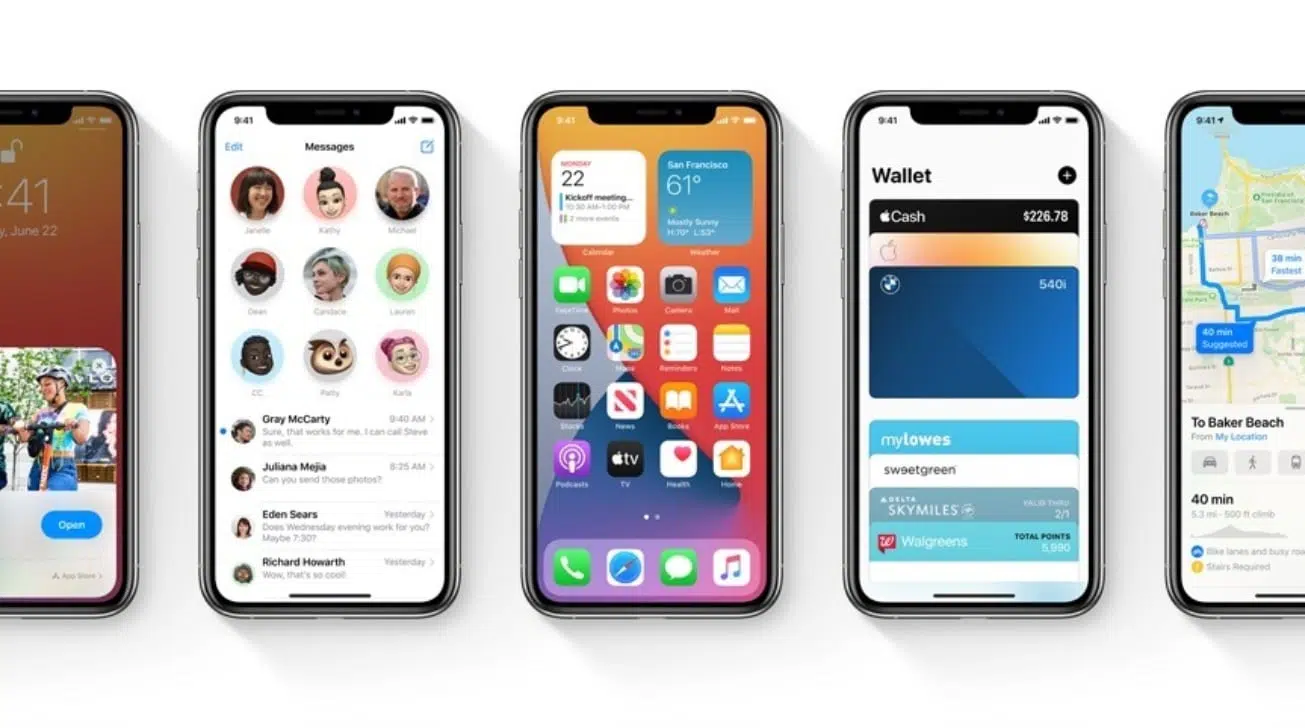 :41
y, June 22
Open
App Store
9:41
Edit
Messages
Janelle
Kathy
Michael
Dean
Candace
Lauren
CC
Patty
Karla
Gray McCarty
9:40 AM
Sure, that works for me. I can call Steve
as well.
Juliana Mejia
8:25 AM
Can you send those photos?
Eden Sears
Yesterday
Does Wednesday evening work for you?
Maybe 7:30?
Richard Howarth
Yesterday
Wow, that's so cool!
9:41
MONDAY
22
Kickoff meeting...
10:30 AM–1:00 PM
2 more events
Calendar
San Francisco
61°
Mostly Sunny
H:70° L:53°
Weather
FaceTime
Photos
Camera
Mail
Clock
Maps
Reminders
Notes
Stocks
News
Books
App Store
tv
Podcasts
TV
Health
Home
9:41
Wallet
Cash
$226.78
540i
mylowes
sweetgreen
DELTA
SKYMILES
VALID THRU
2/1
Walgreens
TOTAL POINTS
5,990
9:41
Baker Beach
38 min
Fastest
40 min
Suggested
To Baker Beach
From My Location
40 min
5.3 mi · 500 ft climb
Bike lanes and busy roa
Stairs Required